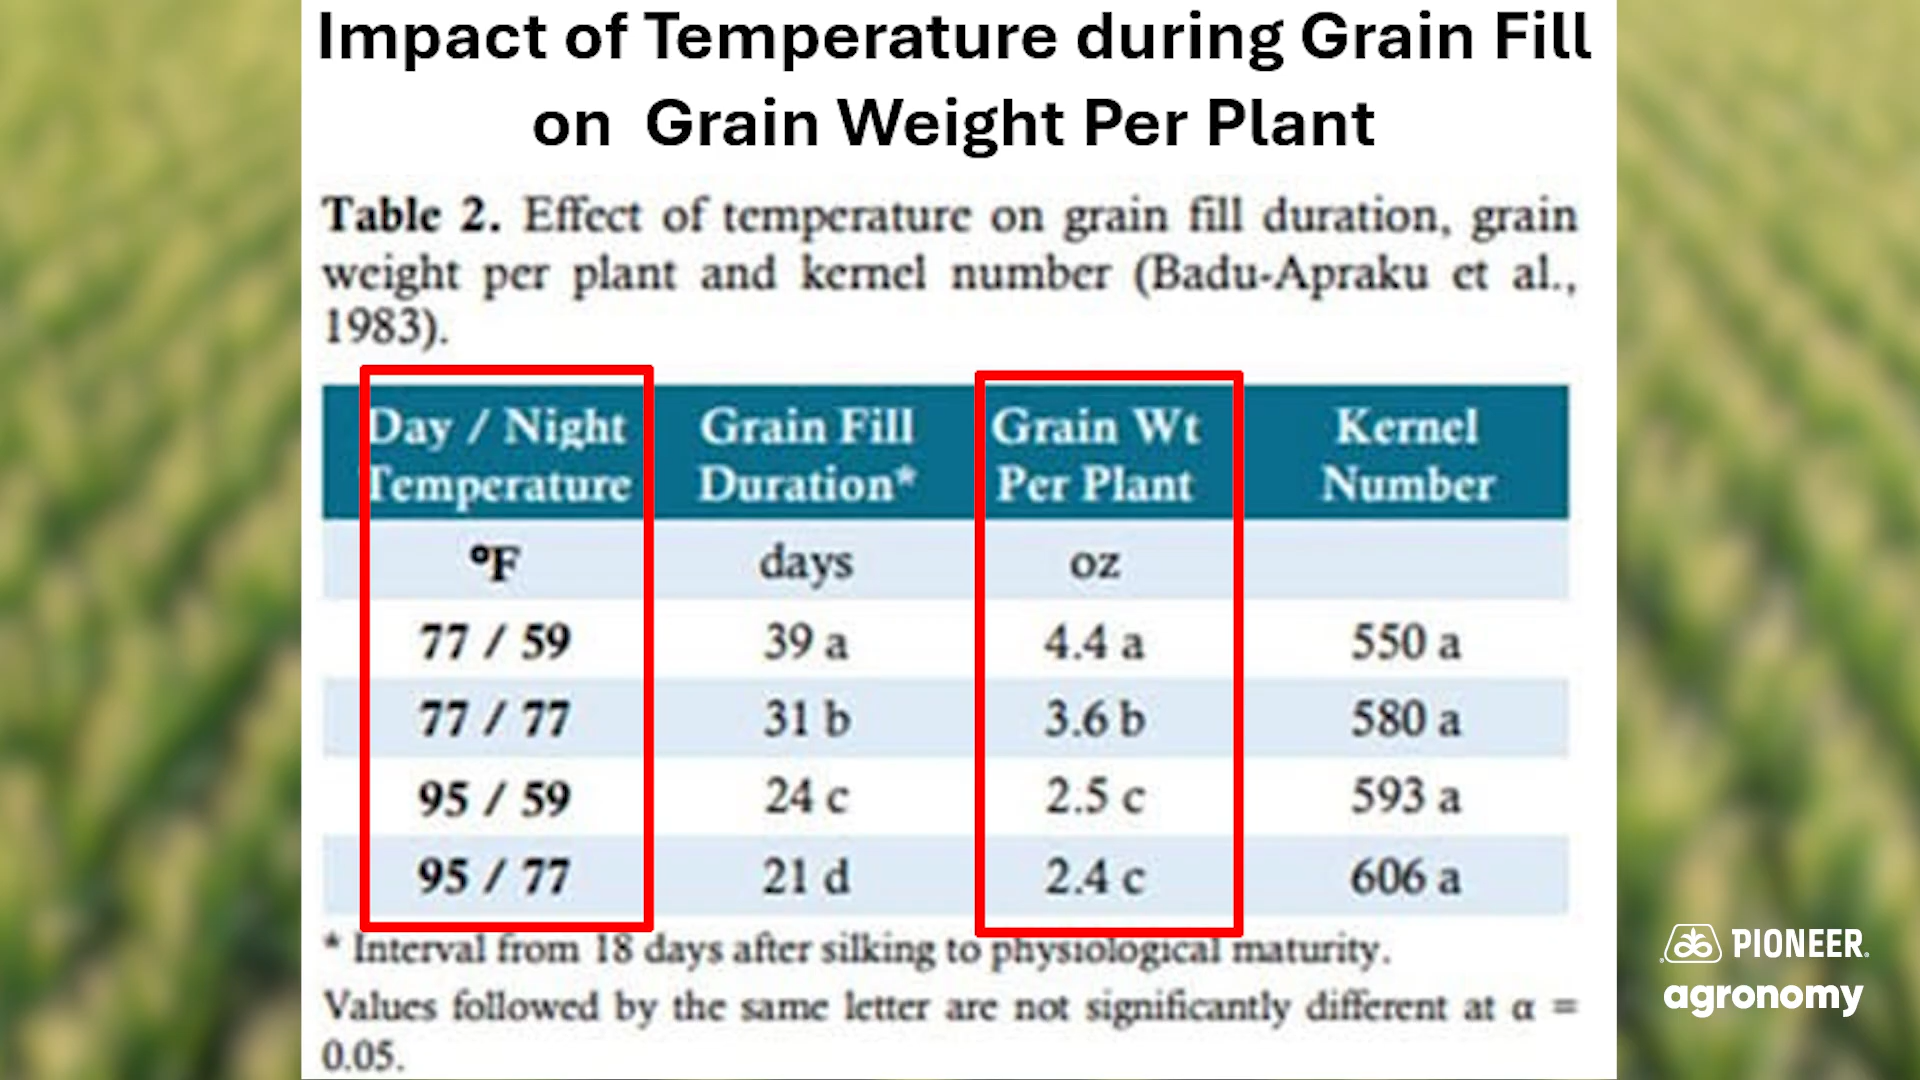 Impact of Temperature during Grain Fill
on Grain Weight Per Plant
Table 2. Effect of temperature on grain fill duration, grain
weight per plant and kernel number (Badu-Apraku et al.,
1983).
Day / Night Temperature Grain Fill Duration* Grain Wt Per Plant Kernel Number
ºF days oz
77 / 59 39 a 4.4 a 550 a
77 / 77 31 b 3.6 b 580 a
95 / 59 24 c 2.5 c 593 a
95 / 77 21 d 2.4 c 606 a
* Interval from 18 days after silking to physiological maturity.
Values followed by the same letter are not significantly different at α =
0.05.
PIONEER.
agronomy